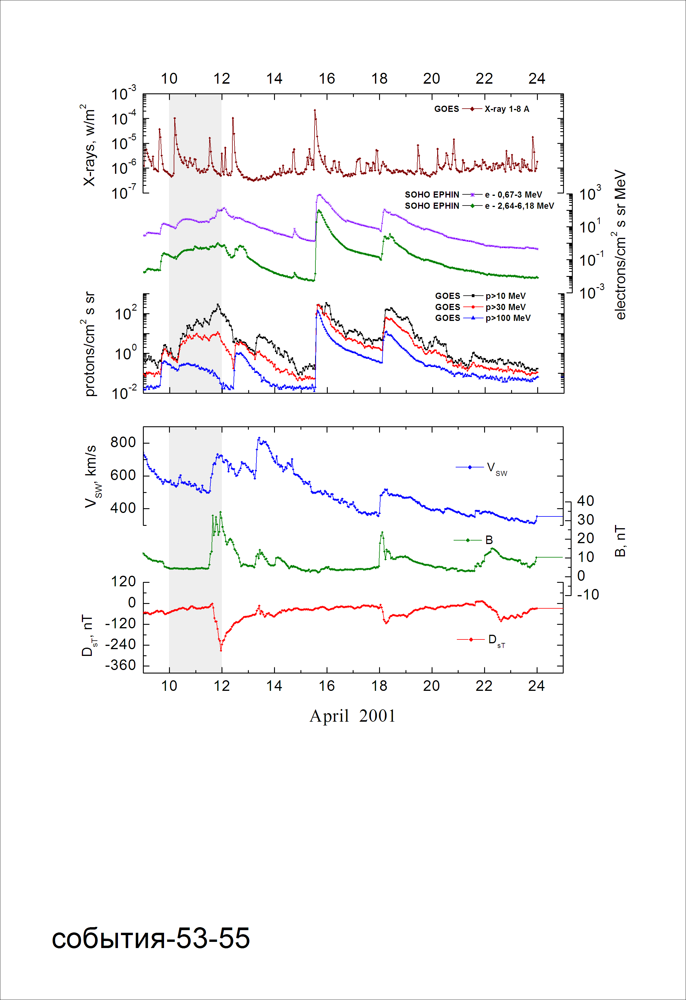 10 12 14 16 18 20 22 24
X-rays, w/m²
10⁻³
10⁻⁴
10⁻⁵
10⁻⁶
10⁻⁷
GOES X-ray 1-8 A
SOHO EPHIN e - 0,67-3 MeV
SOHO EPHIN e - 2,64-6,18 MeV
electrons/cm² s sr MeV
10³
10¹
10⁻¹
10⁻³
protons/cm² s sr
10²
10⁰
10⁻²
GOES p>10 MeV
GOES p>30 MeV
GOES p>100 MeV
V_SW, km/s
800
600
400
V_SW
B, nT
40
30
20
10
0
-10
B
D_sT, nT
120
0
-120
-240
-360
D_sT
10 12 14 16 18 20 22 24
April 2001
события-53-55